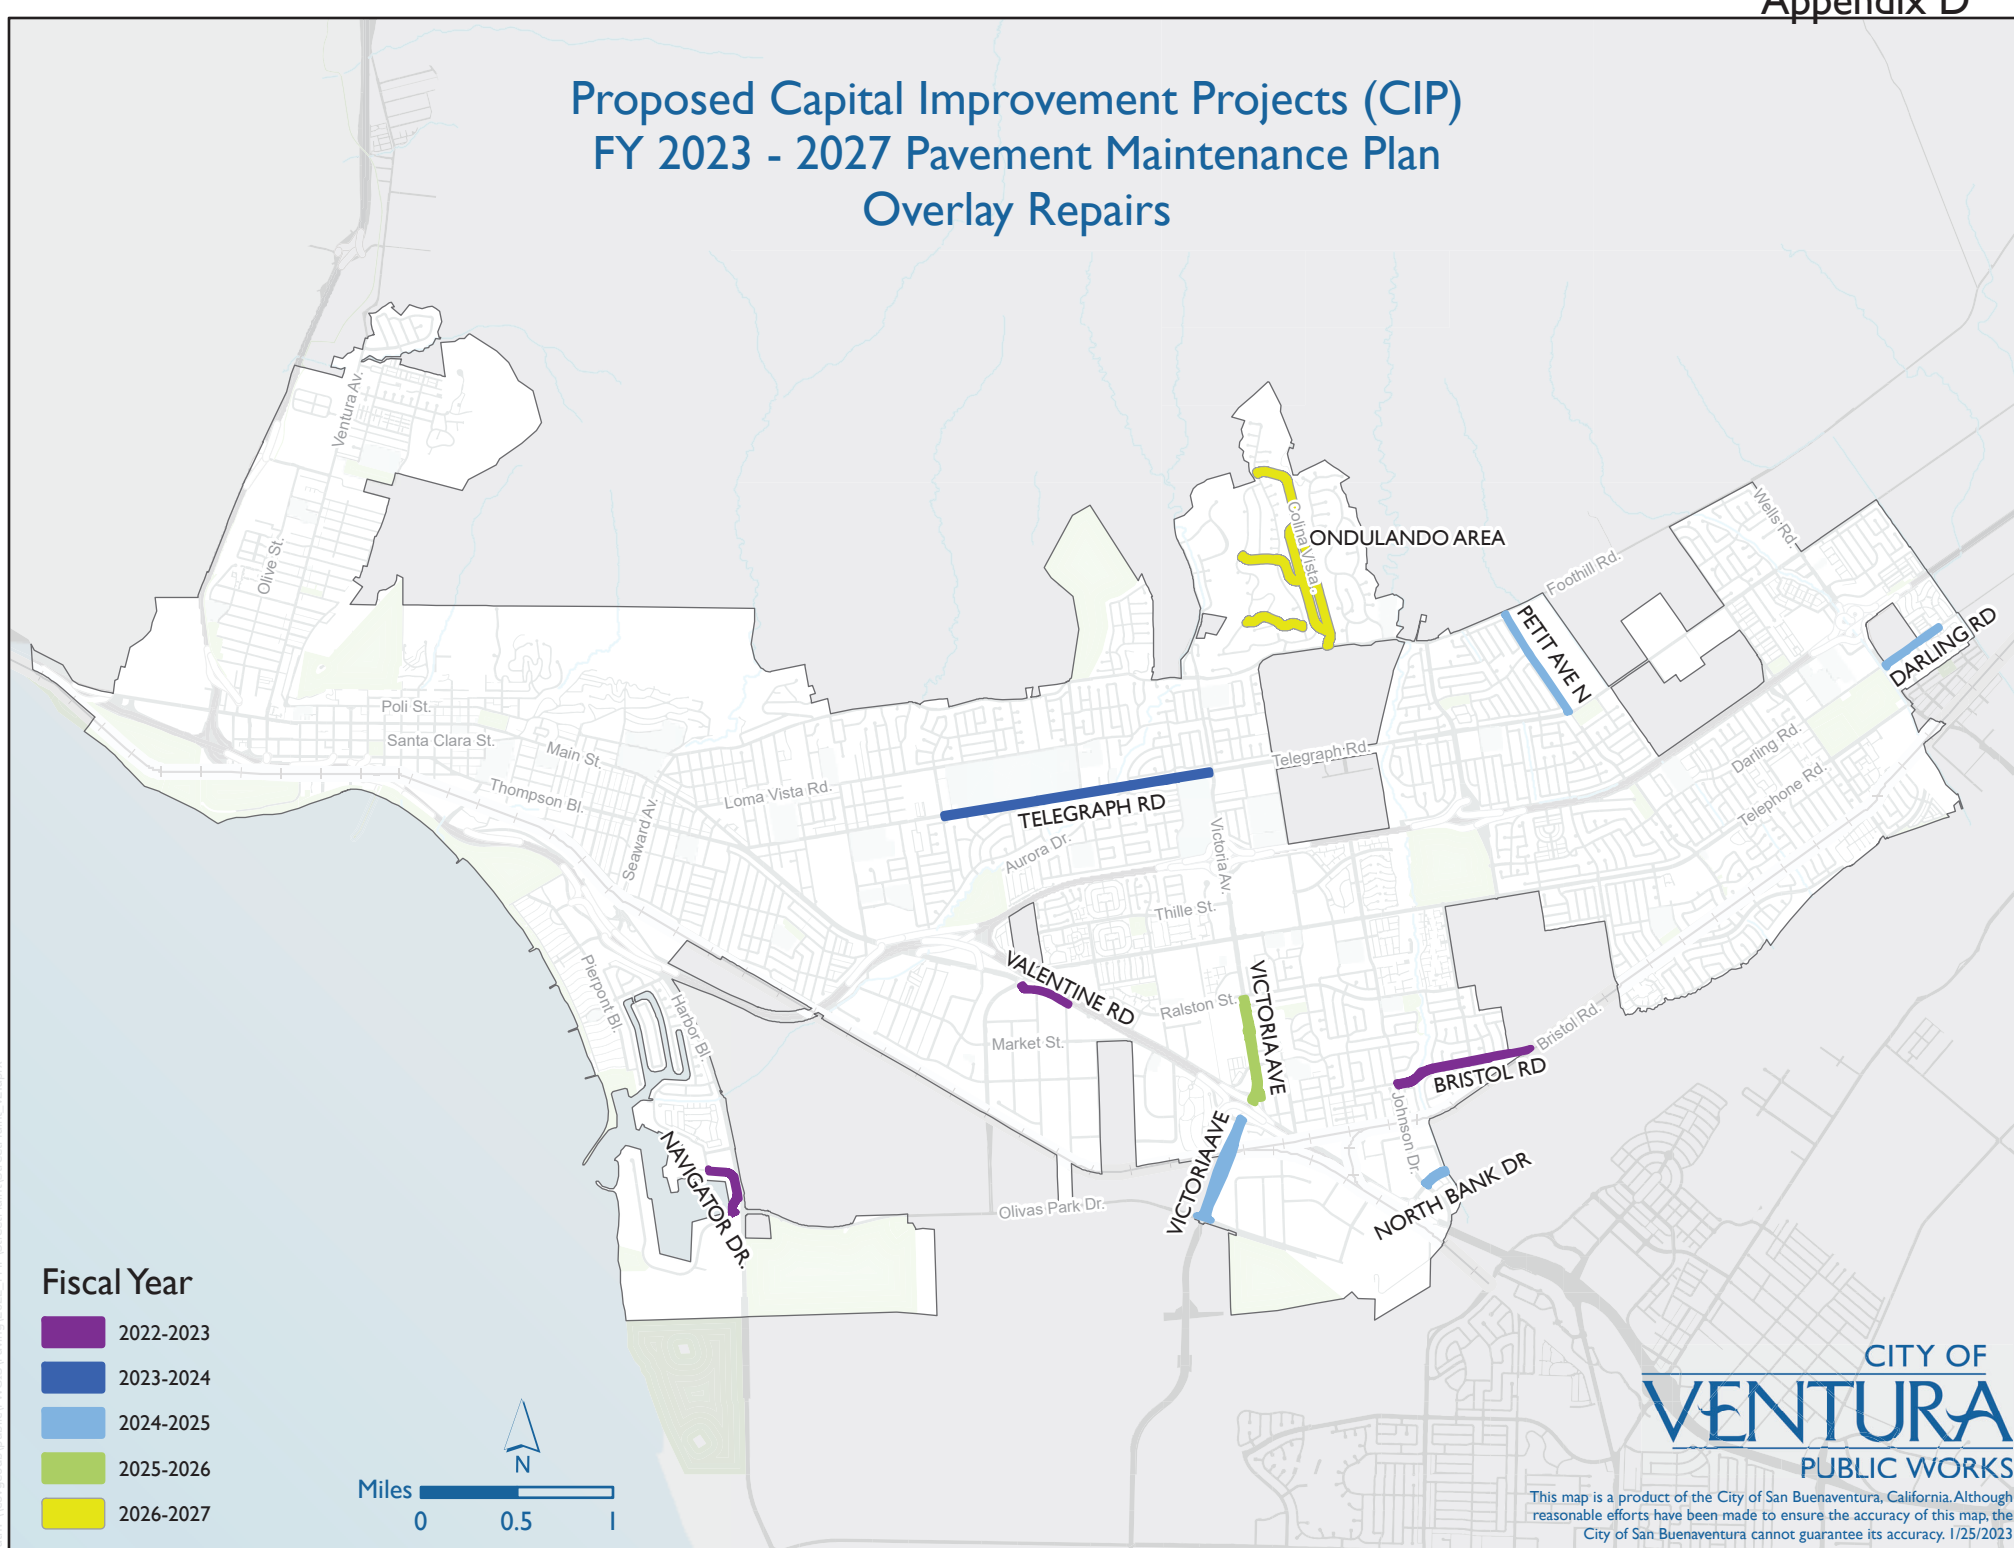 Appendix D
Proposed Capital Improvement Projects (CIP)
FY 2023 - 2027 Pavement Maintenance Plan
Overlay Repairs
Ventura Av.
Olive St.
Poli St.
Santa Clara St.
Main St.
Thompson Bl.
Seaward Av.
Loma Vista Rd.
Pierpont Bl.
Harbor Bl.
Colina Vista
ONDULANDO AREA
Foothill Rd.
Wells Rd.
PETIT AVE N
DARLING RD
Darling Rd.
Telephone Rd.
Telegraph Rd.
TELEGRAPH RD
Aurora Dr.
Victoria Av.
Thille St.
VALENTINE RD
Ralston St.
VICTORIA AVE
Market St.
Bristol Rd.
BRISTOL RD
Johnson Dr.
VICTORIA AVE
NORTH BANK DR
Olivas Park Dr.
NAVIGATOR DR.
Fiscal Year
2022-2023
2023-2024
2024-2025
2025-2026
2026-2027
N
Miles
0 0.5 1
CITY OF
VENTURA
PUBLIC WORKS
This map is a product of the City of San Buenaventura, California. Although
reasonable efforts have been made to ensure the accuracy of this map, the
City of San Buenaventura cannot guarantee its accuracy. 1/25/2023